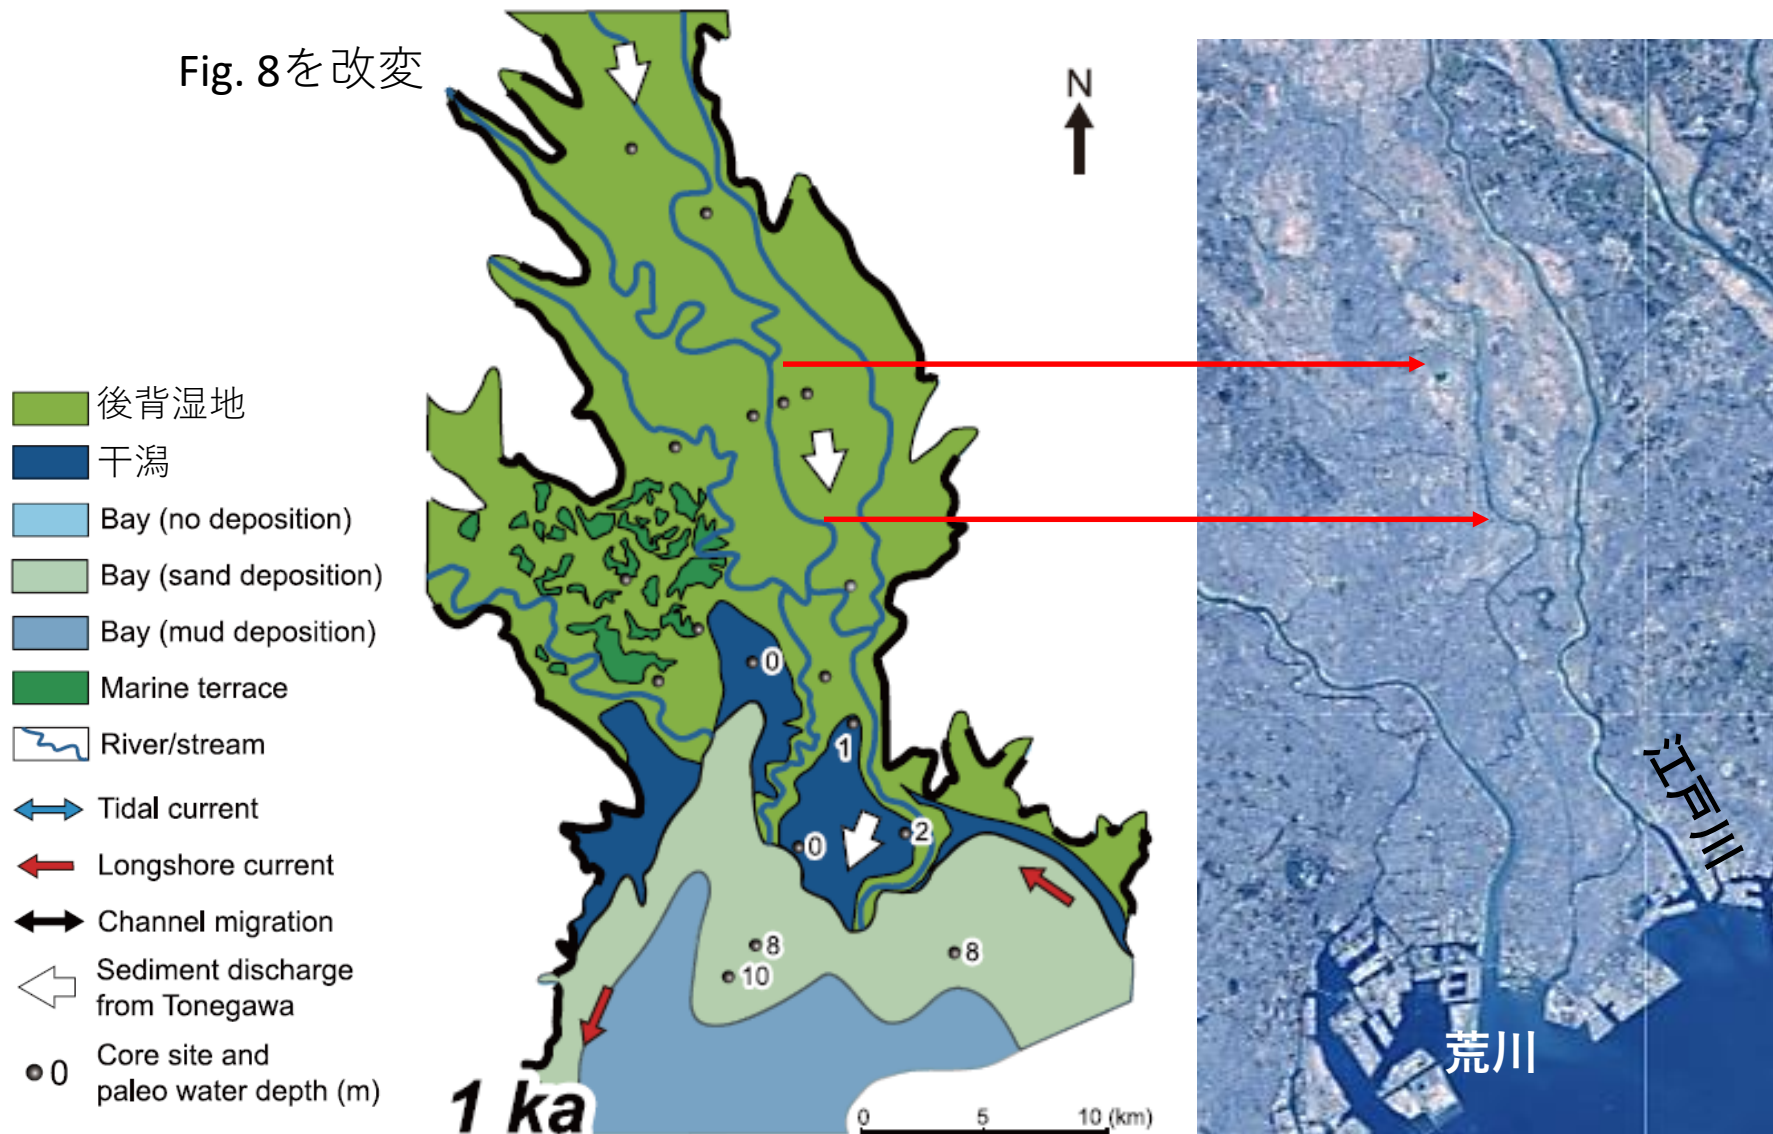 Fig. 8を改変
N
後背湿地
干潟
Bay (no deposition)
Bay (sand deposition)
Bay (mud deposition)
Marine terrace
River/stream
Tidal current
Longshore current
Channel migration
Sediment discharge
from Tonegawa
0 Core site and
paleo water depth (m)
0
1
2
0
8
10
8
1 ka
0 5 10 (km)
江戸川
荒川